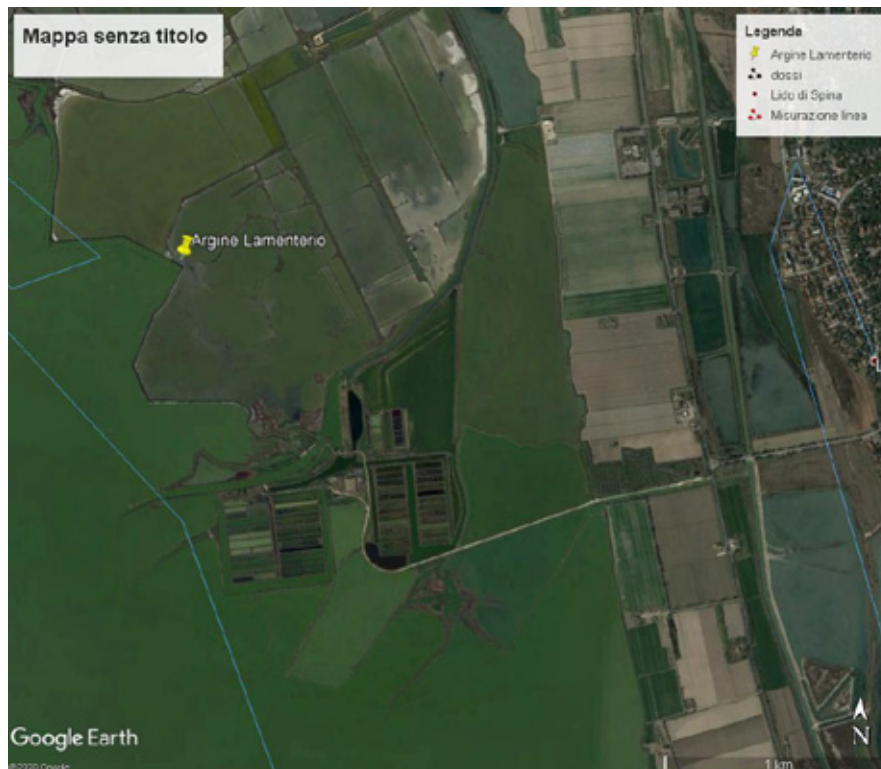 Mappa senza titolo
Legenda
Argine Lamenterio
dossi
Lido di Spina
Misurazione linea
Argine Lamenterio
Google Earth
N
1 km